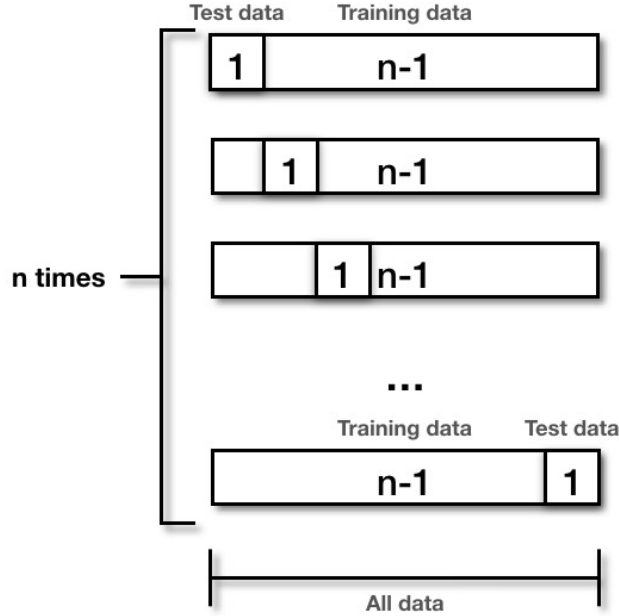 Test data Training data
1 n-1
1 n-1
1 n-1
n times
...
Training data Test data
n-1 1
All data